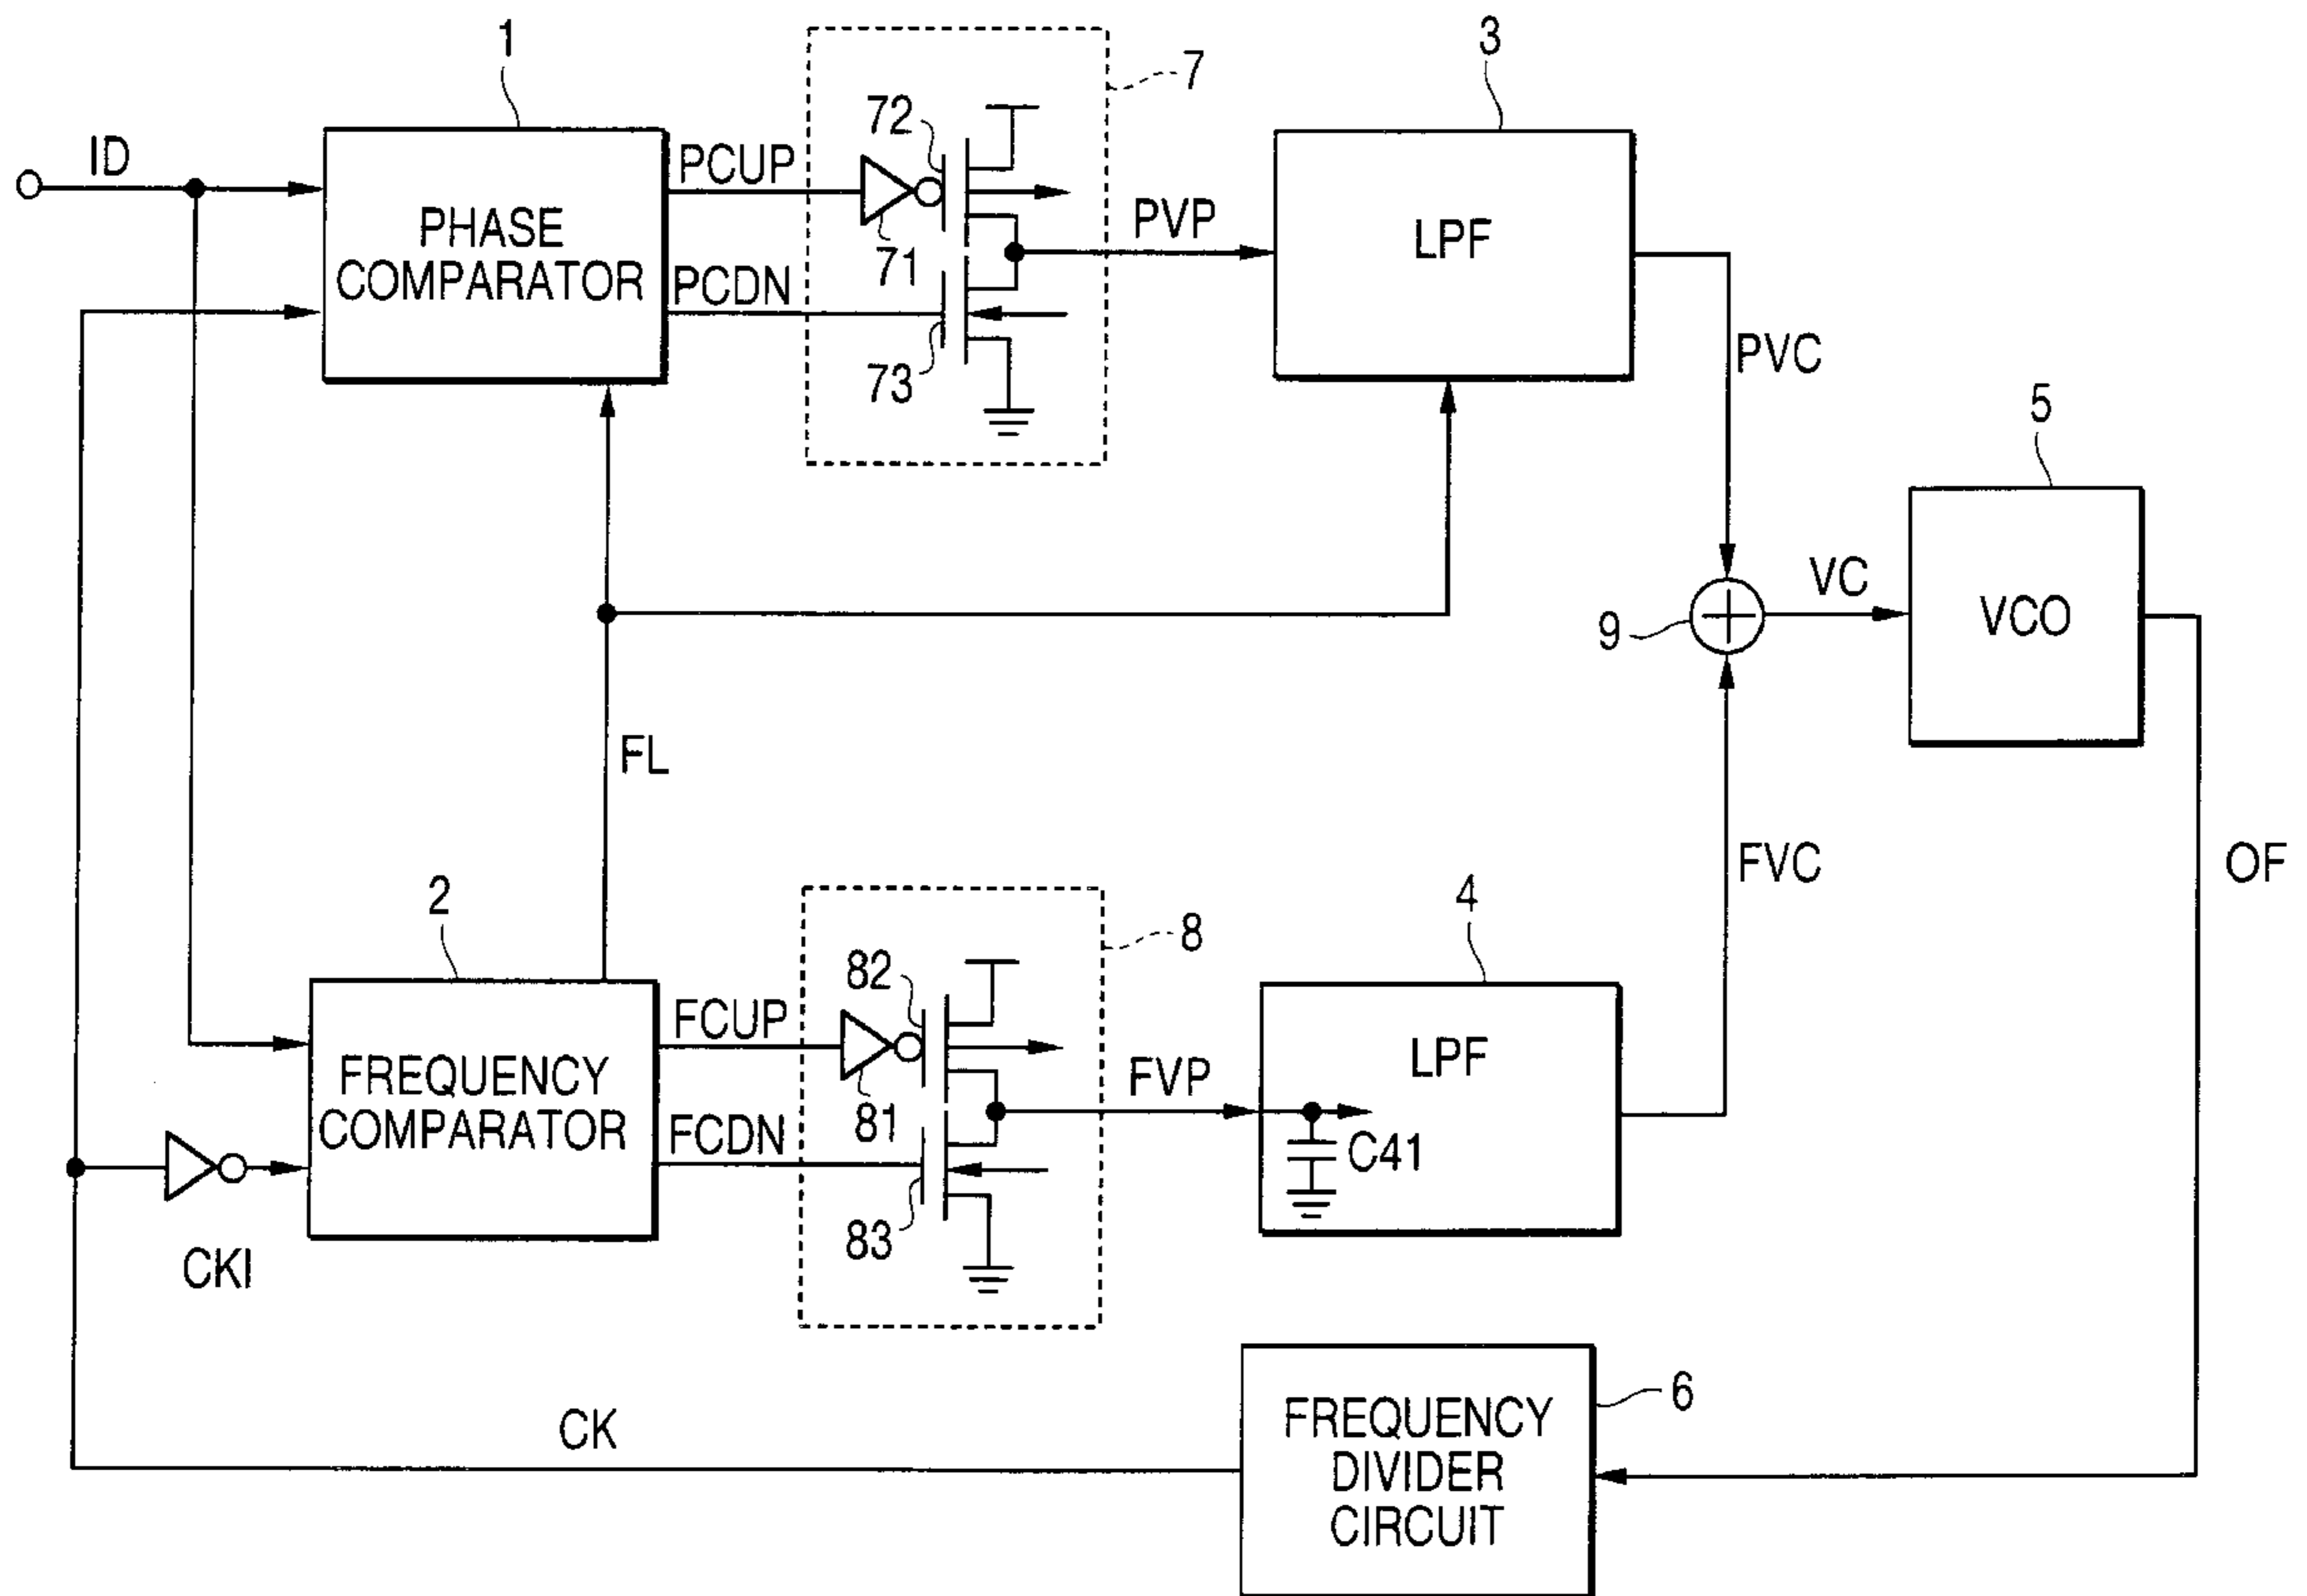 1
7
3
ID
PHASE
COMPARATOR
PCUP
PCDN
72
71
73
PVP
LPF
PVC
5
9
VC
VCO
FL
FVC
OF
2
8
4
FREQUENCY
COMPARATOR
FCUP
FCDN
82
81
83
FVP
LPF
C41
CKI
CK
FREQUENCY
DIVIDER
CIRCUIT
6